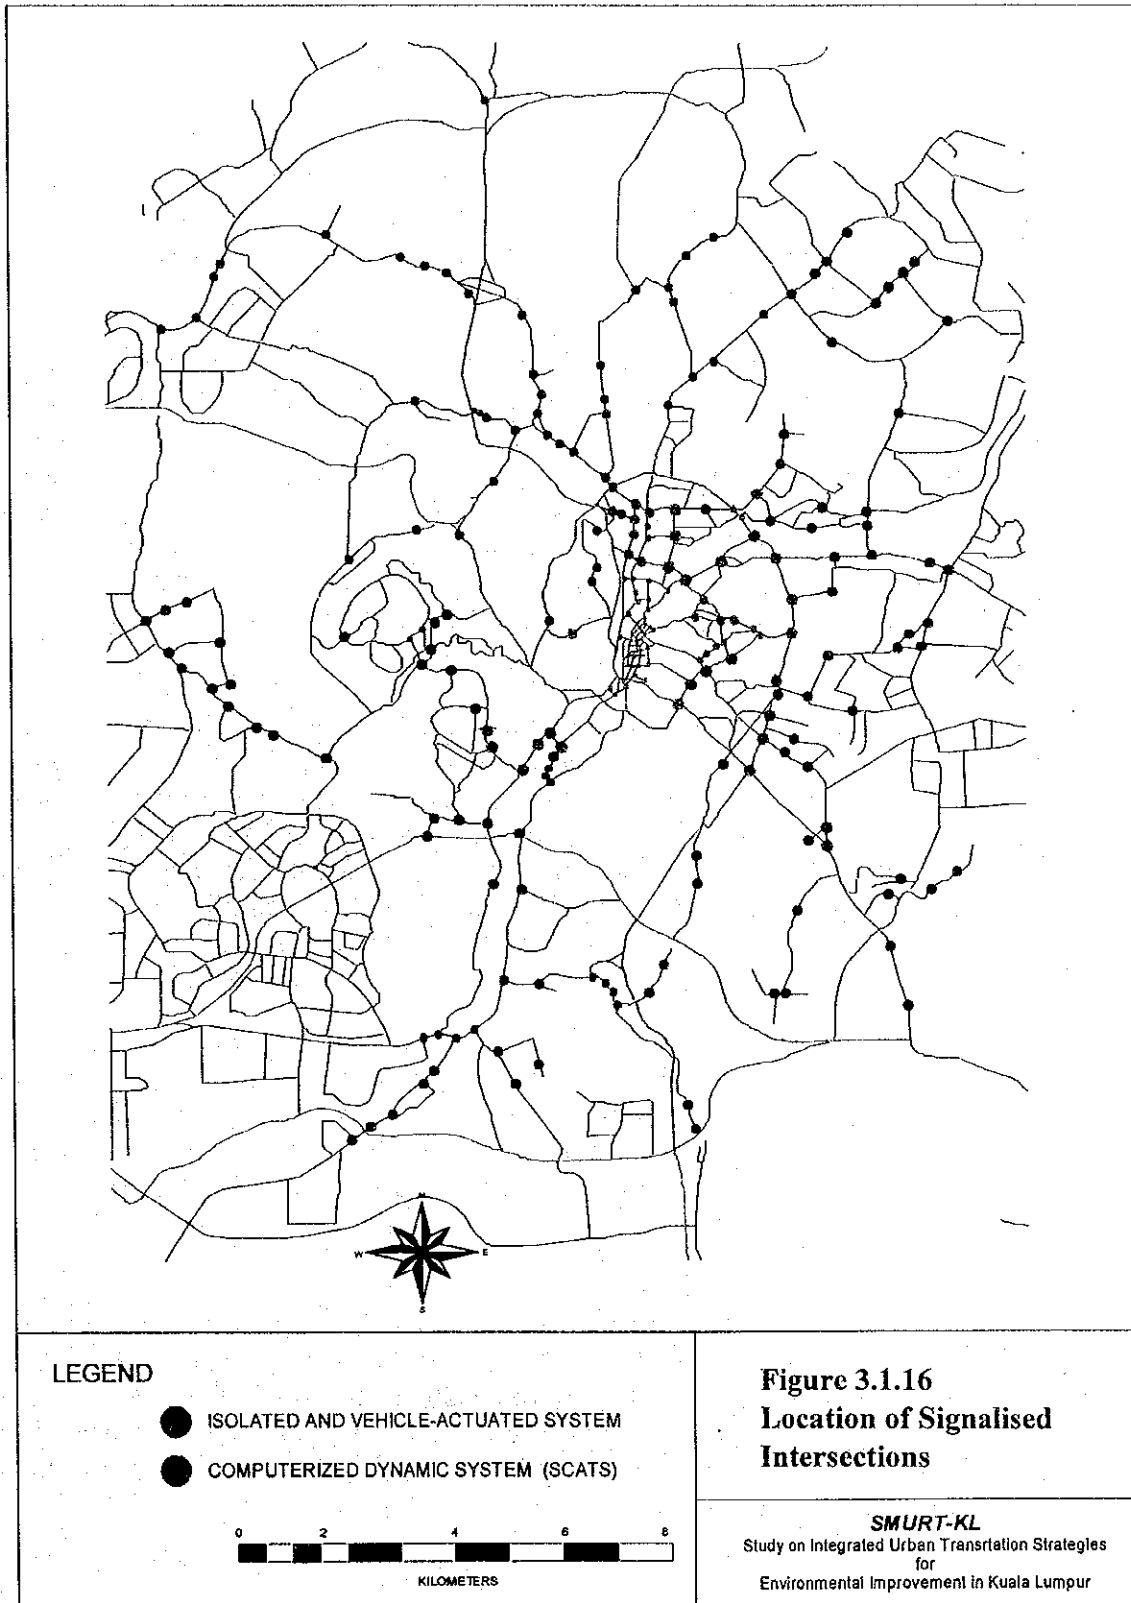 N
W
E
S
LEGEND
ISOLATED AND VEHICLE-ACTUATED SYSTEM
COMPUTERIZED DYNAMIC SYSTEM (SCATS)
0 2 4 6 8
KILOMETERS
Figure 3.1.16
Location of Signalised
Intersections
SMURT-KL
Study on Integrated Urban Transrtation Strategies
for
Environmental Improvement in Kuala Lumpur